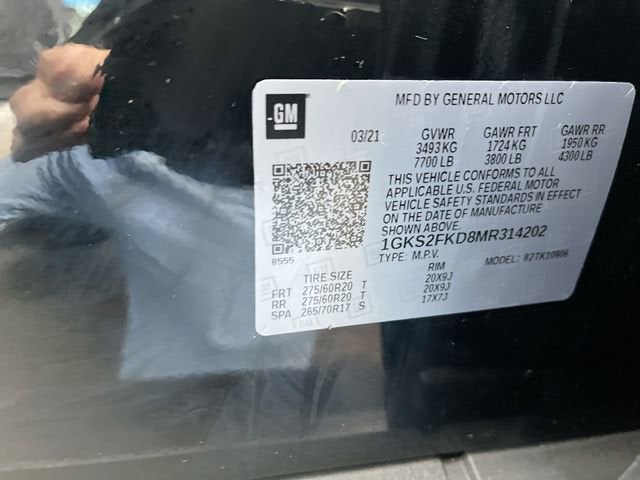 GM
MFD BY GENERAL MOTORS LLC
03/21 GVWR GAWR FRT GAWR RR
3493 KG 1724 KG 1950 KG
7700 LB 3800 LB 4300 LB
THIS VEHICLE CONFORMS TO ALL
APPLICABLE U.S. FEDERAL MOTOR
VEHICLE SAFETY STANDARDS IN EFFECT
ON THE DATE OF MANUFACTURE
SHOWN ABOVE.
1GKS2FKD8MR314202
8555
TYPE: M.P.V. MODEL: 82TK10906
TIRE SIZE RIM
FRT 275/60R20 T 20X9J
RR 275/60R20 T 20X9J
SPA 265/70R17 S 17X7J